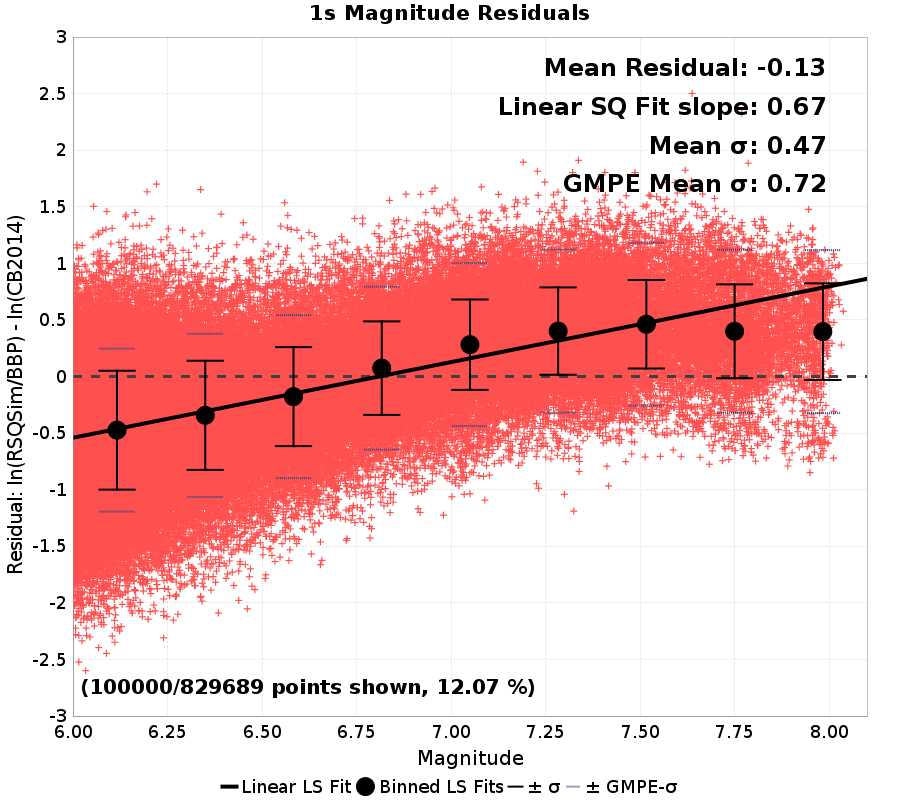 1s Magnitude Residuals
Mean Residual: -0.13
Linear SQ Fit slope: 0.67
Mean σ: 0.47
GMPE Mean σ: 0.72
Residual: ln(RSQSim/BBP) - ln(CB2014)
3
2.5
2
1.5
1
0.5
0
-0.5
-1
-1.5
-2
-2.5
-3
(100000/829689 points shown, 12.07 %)
6.00 6.25 6.50 6.75 7.00 7.25 7.50 7.75 8.00
Magnitude
Linear LS Fit Binned LS Fits ± σ ± GMPE-σ